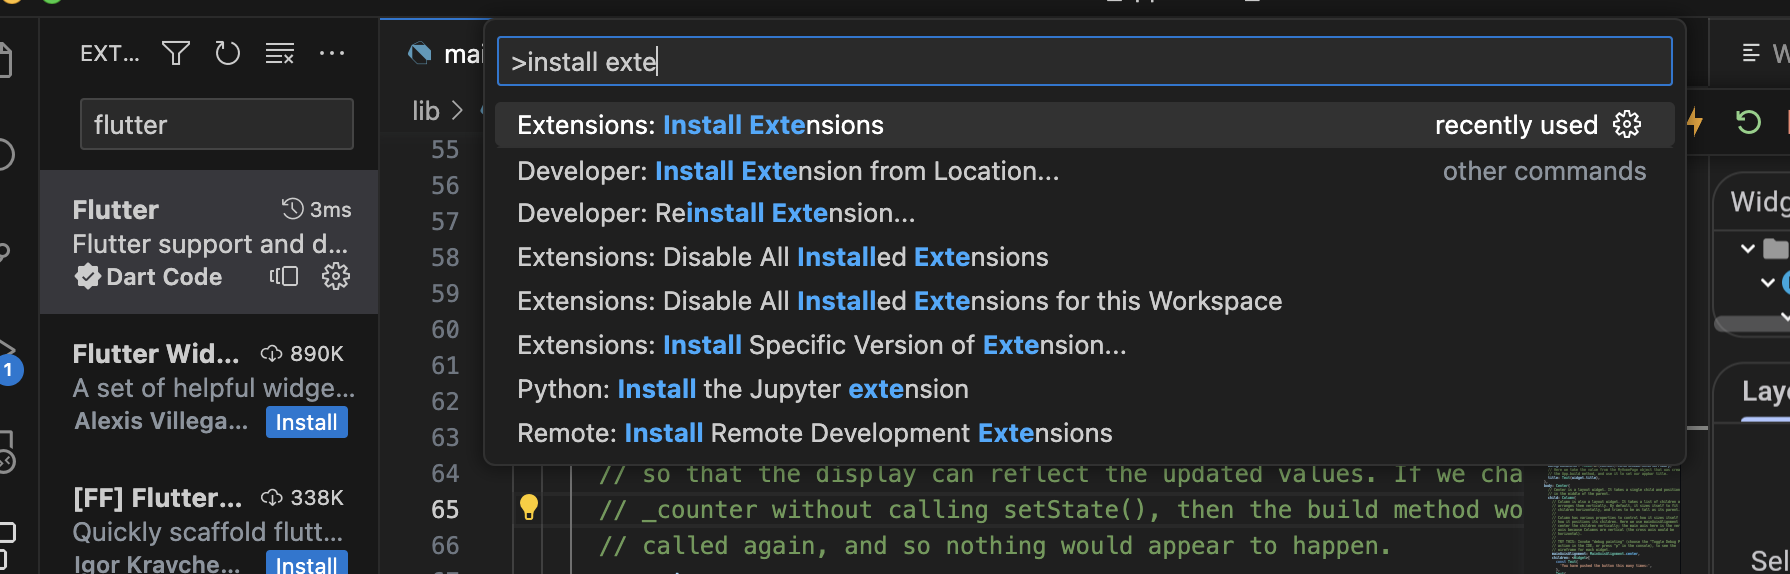 EXT...
flutter
Flutter
3ms
Flutter support and d...
Dart Code
Flutter Wid...
890K
A set of helpful widge...
Alexis Villega...
Install
[FF] Flutter...
338K
Quickly scaffold flutt...
Igor Kravche...
Install
1
mai
lib >
>install exte
Extensions: Install Extensions
recently used
Developer: Install Extension from Location...
other commands
Developer: Reinstall Extension...
Extensions: Disable All Installed Extensions
Extensions: Disable All Installed Extensions for this Workspace
Extensions: Install Specific Version of Extension...
Python: Install the Jupyter extension
Remote: Install Remote Development Extensions
55
56
57
58
59
60
61
62
63
64 // so that the display can reflect the updated values. If we cha
65 // _counter without calling setState(), then the build method wo
66 // called again, and so nothing would appear to happen.
W
Widg
Laye
Sel